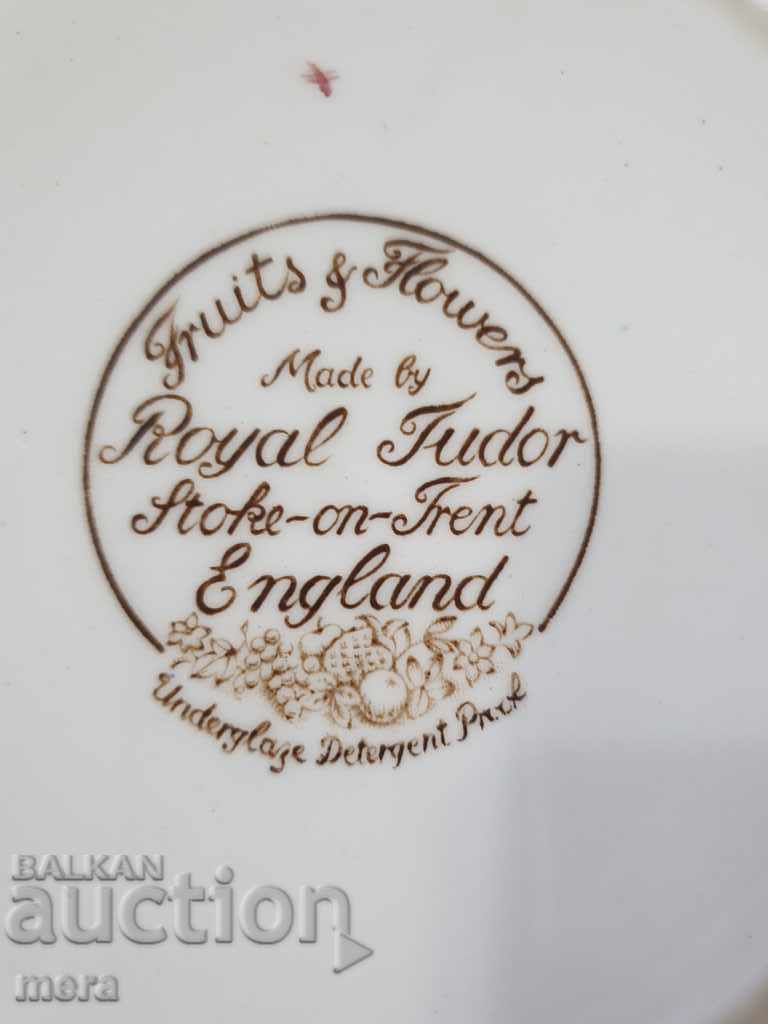 Fruits & Flowers
Made by
Royal Tudor
Stoke-on-Trent
England
Underglaze Detergent Proof
BALKAN
auction
mera